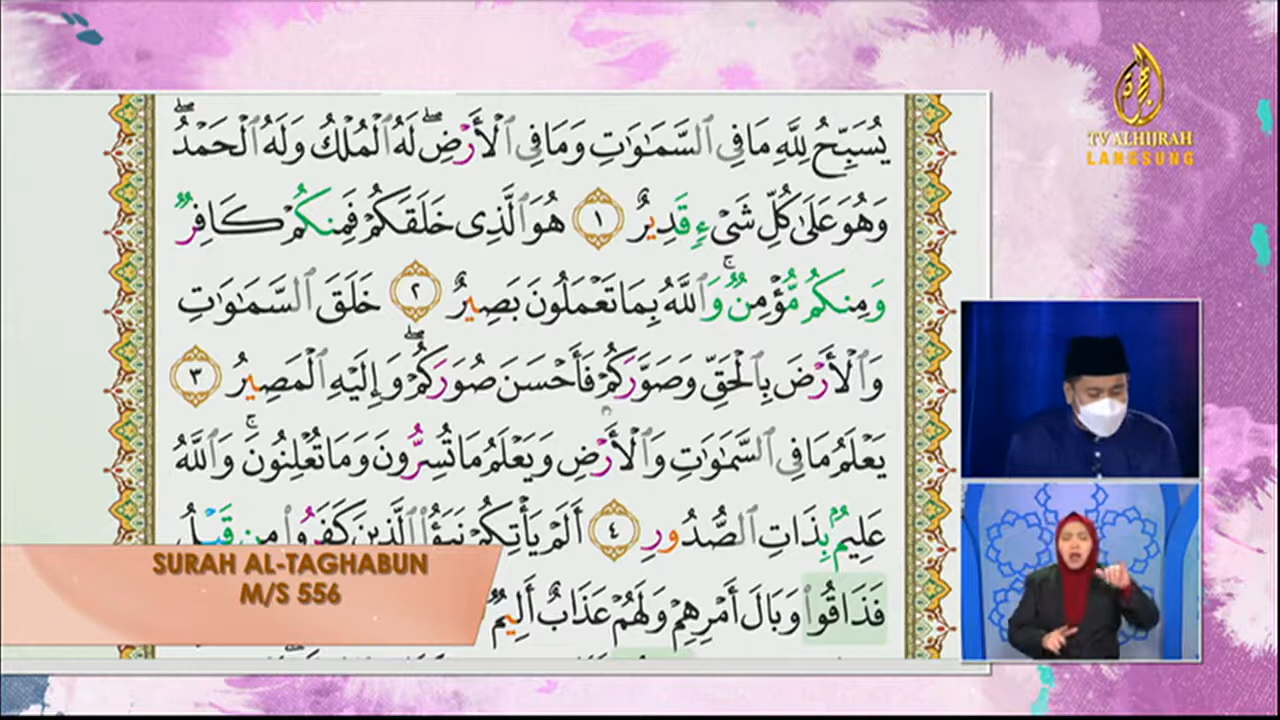 يُسَبِّحُ لِلَّهِ مَا فِي ٱلسَّمَـٰوَٰتِ وَمَا فِي ٱلْأَرْضِۖ لَهُ ٱلْمُلْكُ وَلَهُ ٱلْحَمْدُۖ
وَهُوَ عَلَىٰ كُلِّ شَىْءٍ قَدِيرٌ ١ هُوَ ٱلَّذِى خَلَقَكُمْ فَمِنكُمْ كَافِرٌ
وَمِنكُم مُّؤْمِنٌۚ وَٱللَّهُ بِمَا تَعْمَلُونَ بَصِيرٌ ٢ خَلَقَ ٱلسَّمَـٰوَٰتِ
وَٱلْأَرْضَ بِٱلْحَقِّ وَصَوَّرَكُمْ فَأَحْسَنَ صُوَرَكُمْۖ وَإِلَيْهِ ٱلْمَصِيرُ ٣
يَعْلَمُ مَا فِي ٱلسَّمَـٰوَٰتِ وَٱلْأَرْضِ وَيَعْلَمُ مَا تُسِرُّونَ وَمَا تُعْلِنُونَۚ وَٱللَّهُ
عَلِيمٌۢ بِذَاتِ ٱلصُّدُورِ ٤ أَلَمْ يَأْتِكُمْ نَبَؤُا۟ ٱلَّذِينَ كَفَرُوا۟ مِن قَبْلُ
فَذَاقُوا۟ وَبَالَ أَمْرِهِمْ وَلَهُمْ عَذَابٌ أَلِيمٌ
SURAH AL-TAGHABUN
M/S 556
TV ALHIJRAH
LANGSUNG